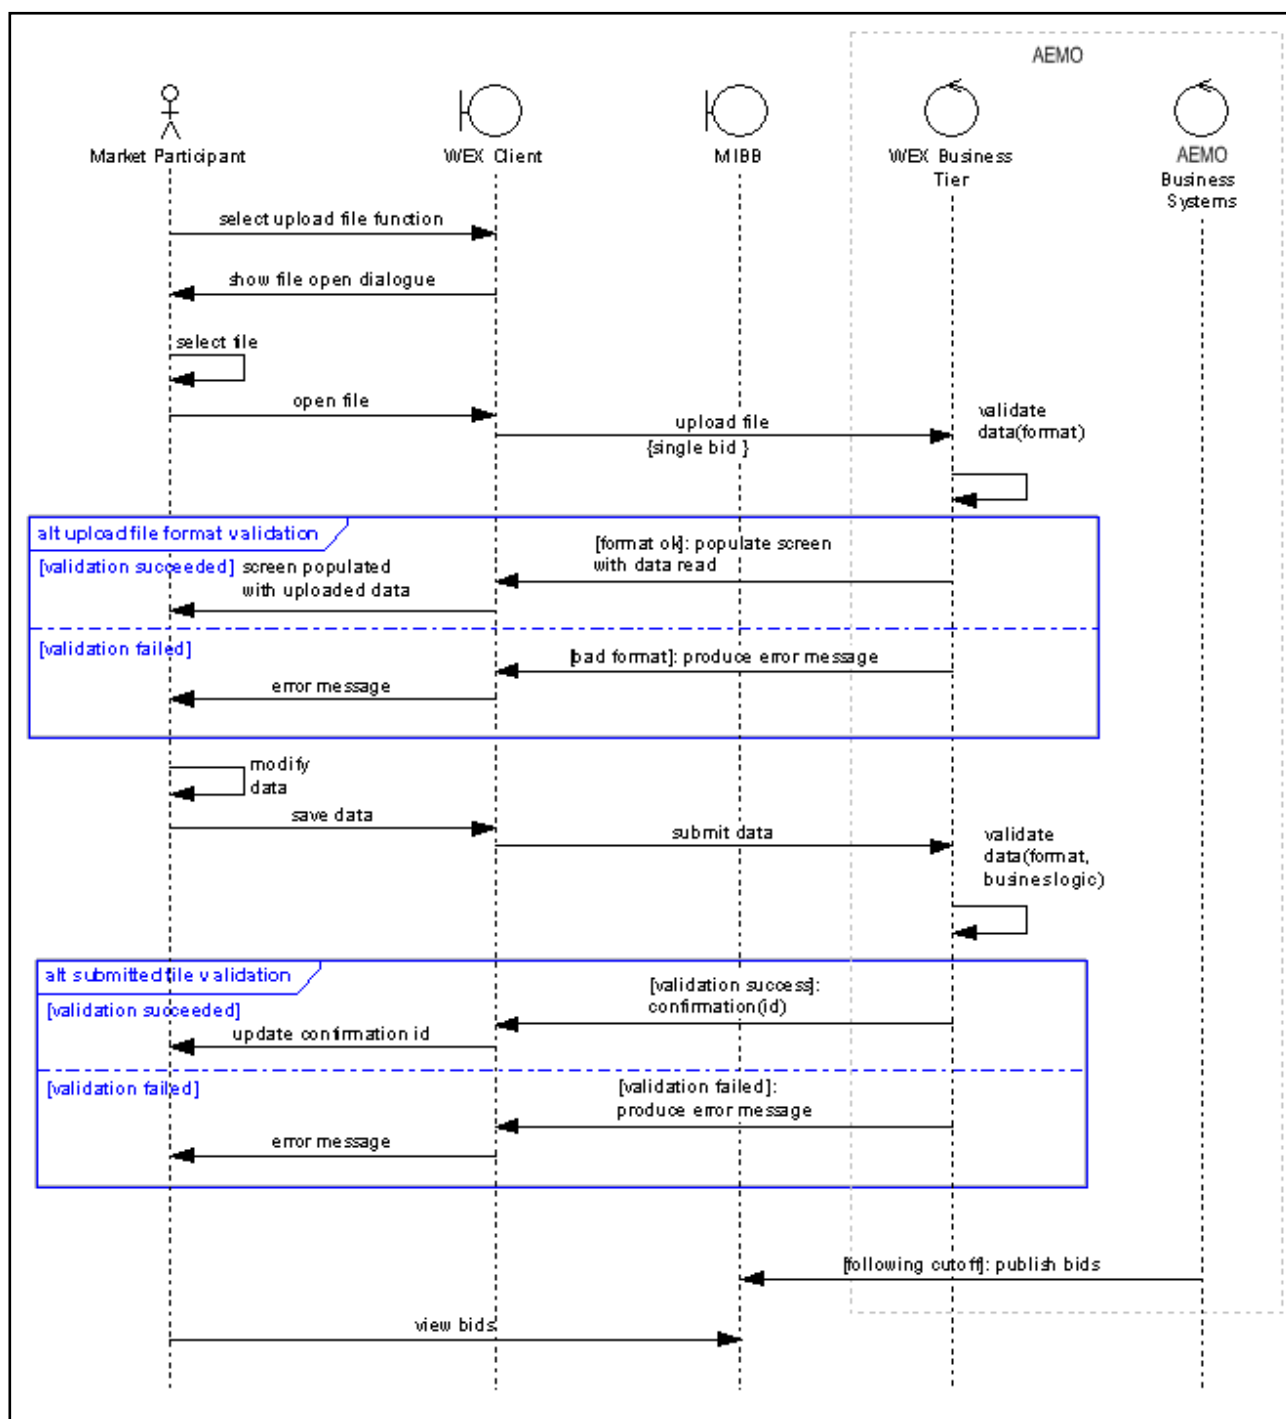 AEMO
Market Participant
WEX Client
MIBB
WEX Business
Tier
AEMO
Business
Systems
select upload file function
show file open dialogue
select file
open file
upload file
{single bid }
validate
data(format)
alt upload file format validation
[validation succeeded]
screen populated
with uploaded data
[format ok]: populate screen
with data read
[validation failed]
[bad format]: produce error message
error message
modify
data
save data
submit data
validate
data(format,
busineslogic)
alt submitted file validation
[validation succeeded]
[validation success]:
confirmation(id)
update confirmation id
[validation failed]
[validation failed]:
produce error message
error message
[following cutoff]: publish bids
view bids